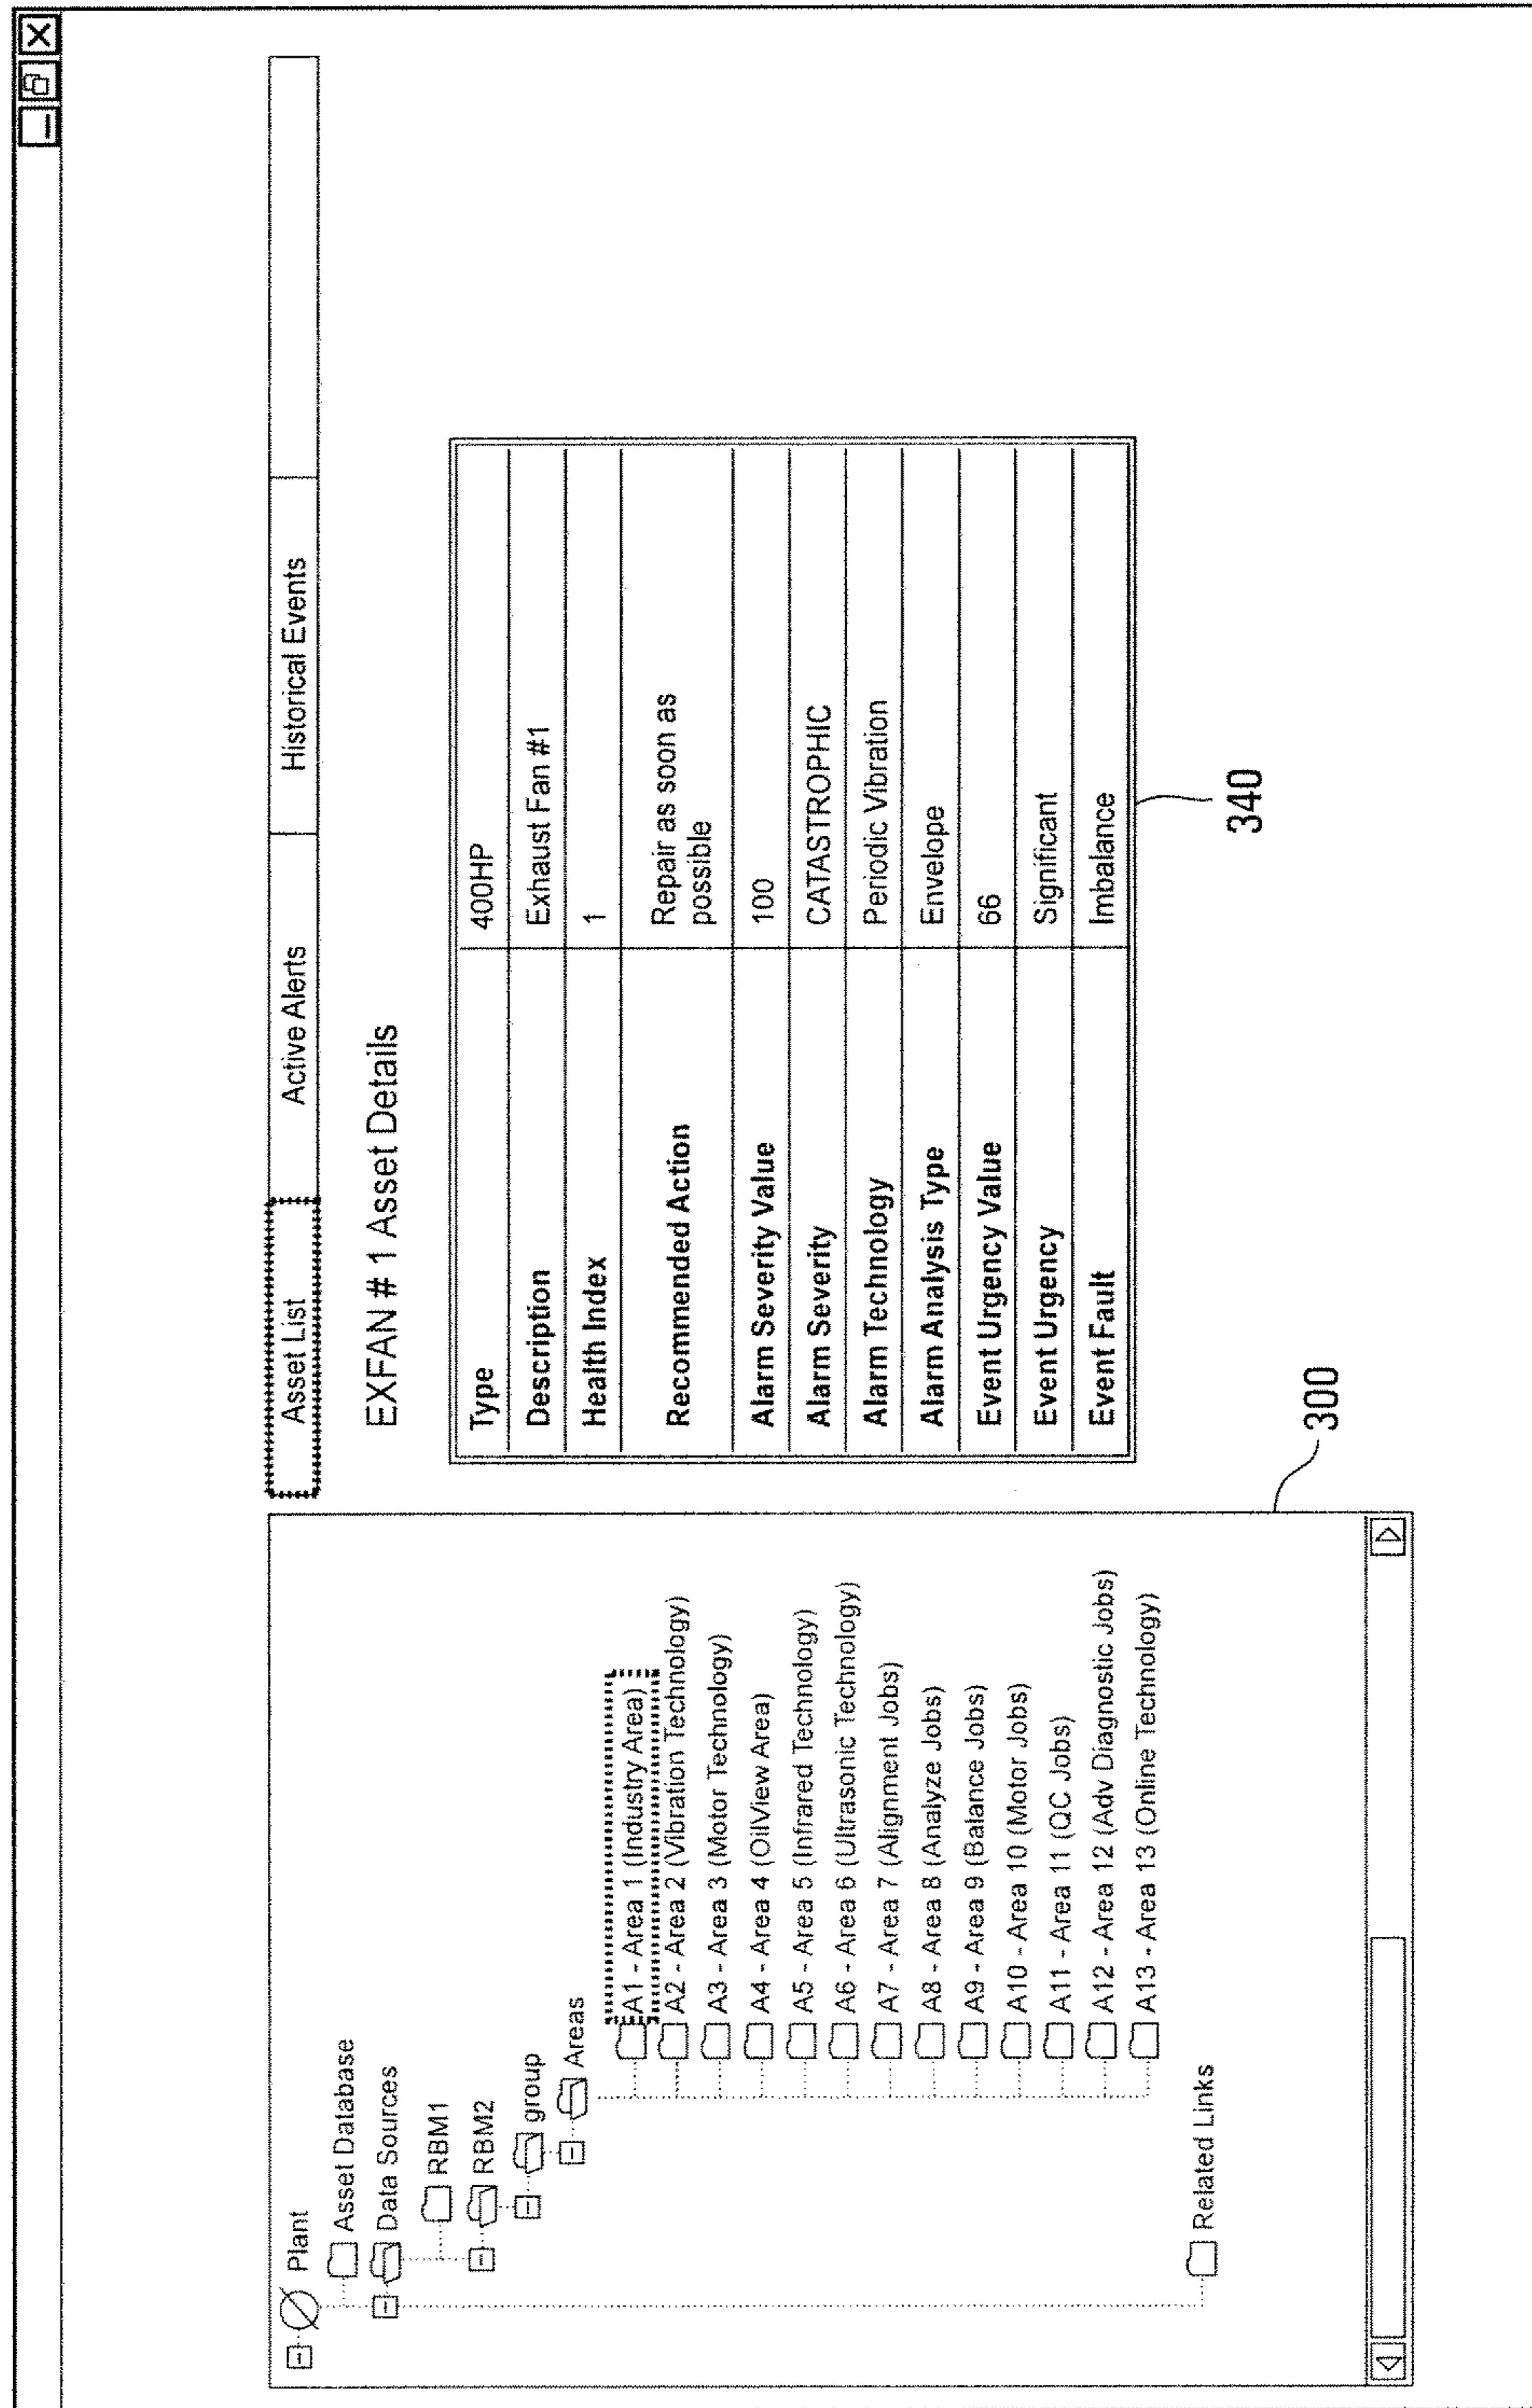 Asset List Active Alerts Historical Events
Plant
Asset Database
Data Sources
RBM1
RBM2
group
Areas
A1 - Area 1 (Industry Area)
A2 - Area 2 (Vibration Technology)
A3 - Area 3 (Motor Technology)
A4 - Area 4 (OilView Area)
A5 - Area 5 (Infrared Technology)
A6 - Area 6 (Ultrasonic Technology)
A7 - Area 7 (Alignment Jobs)
A8 - Area 8 (Analyze Jobs)
A9 - Area 9 (Balance Jobs)
A10 - Area 10 (Motor Jobs)
A11 - Area 11 (QC Jobs)
A12 - Area 12 (Adv Diagnostic Jobs)
A13 - Area 13 (Online Technology)
Related Links
300
EXFAN # 1 Asset Details
Type 400HP
Description Exhaust Fan #1
Health Index 1
Recommended Action Repair as soon as
possible
Alarm Severity Value 100
Alarm Severity CATASTROPHIC
Alarm Technology Periodic Vibration
Alarm Analysis Type Envelope
Event Urgency Value 66
Event Urgency Significant
Event Fault Imbalance
340